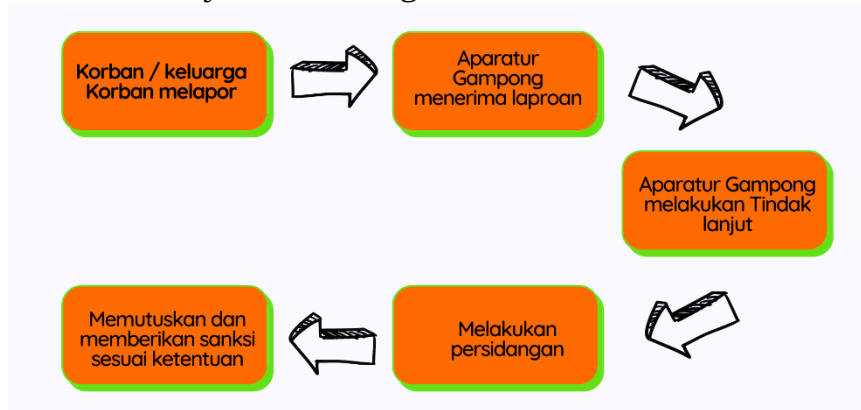 Korban / keluarga
Korban melapor
Aparatur
Gampong
menerima laproan
Aparatur Gampong
melakukan Tindak
lanjut
Melakukan
persidangan
Memutuskan dan
memberikan sanksi
sesuai ketentuan